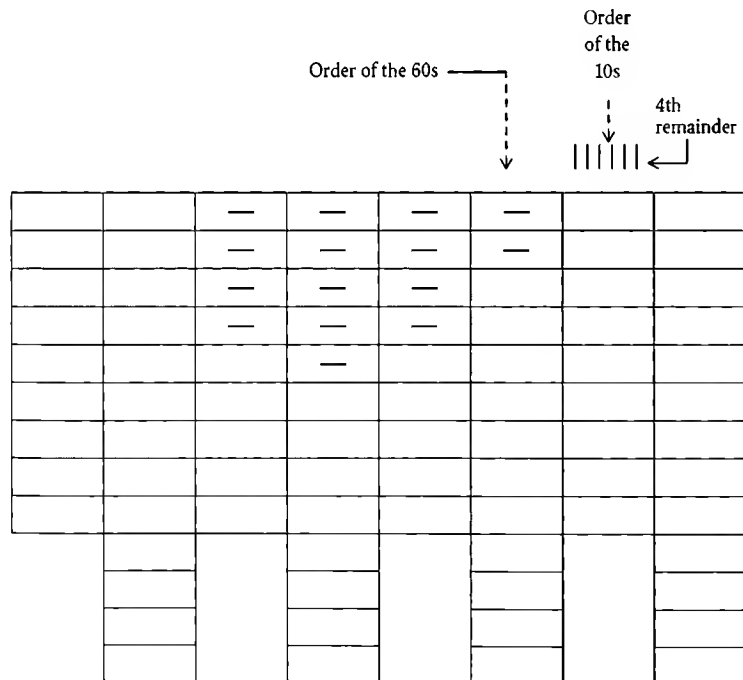 Order
of the
10s
Order of the 60s
4th
remainder